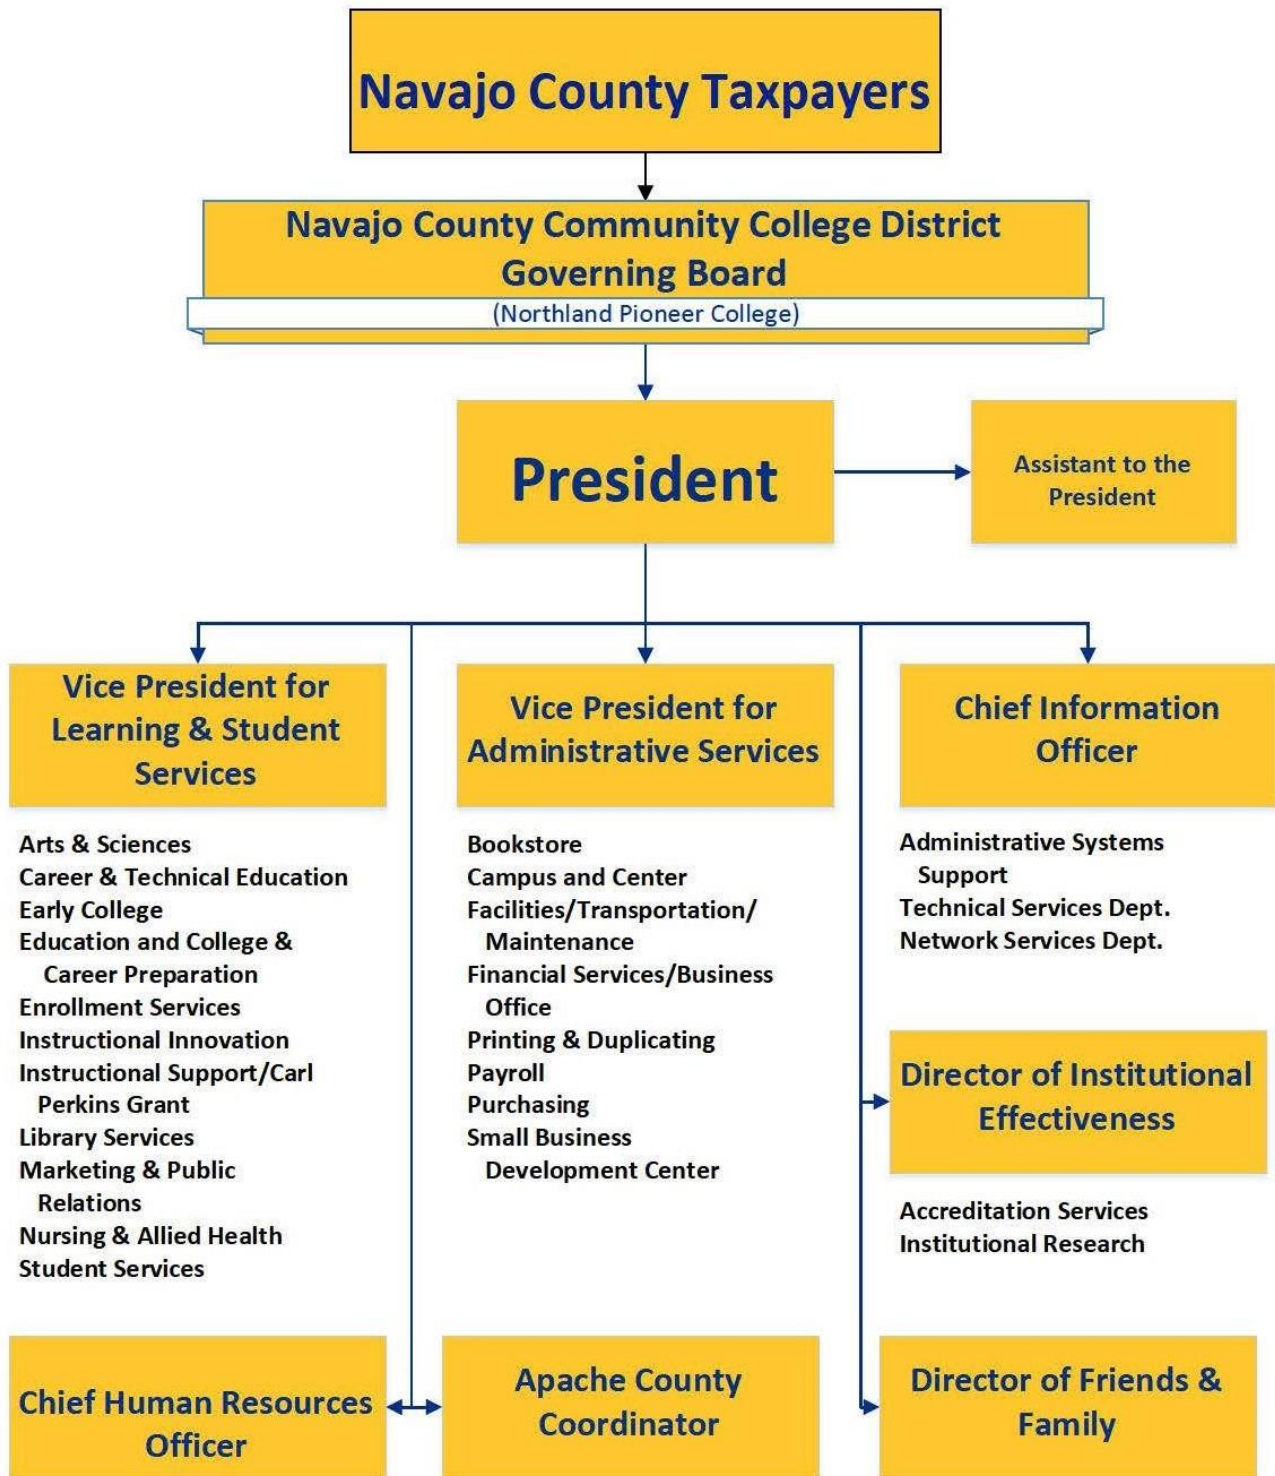 Navajo County Taxpayers
Navajo County Community College District
Governing Board
(Northland Pioneer College)
President
Assistant to the
President
Vice President for
Learning & Student
Services
Arts & Sciences
Career & Technical Education
Early College
Education and College &
Career Preparation
Enrollment Services
Instructional Innovation
Instructional Support/Carl
Perkins Grant
Library Services
Marketing & Public
Relations
Nursing & Allied Health
Student Services
Vice President for
Administrative Services
Bookstore
Campus and Center
Facilities/Transportation/
Maintenance
Financial Services/Business
Office
Printing & Duplicating
Payroll
Purchasing
Small Business
Development Center
Chief Information
Officer
Administrative Systems
Support
Technical Services Dept.
Network Services Dept.
Director of Institutional
Effectiveness
Accreditation Services
Institutional Research
Chief Human Resources
Officer
Apache County
Coordinator
Director of Friends &
Family